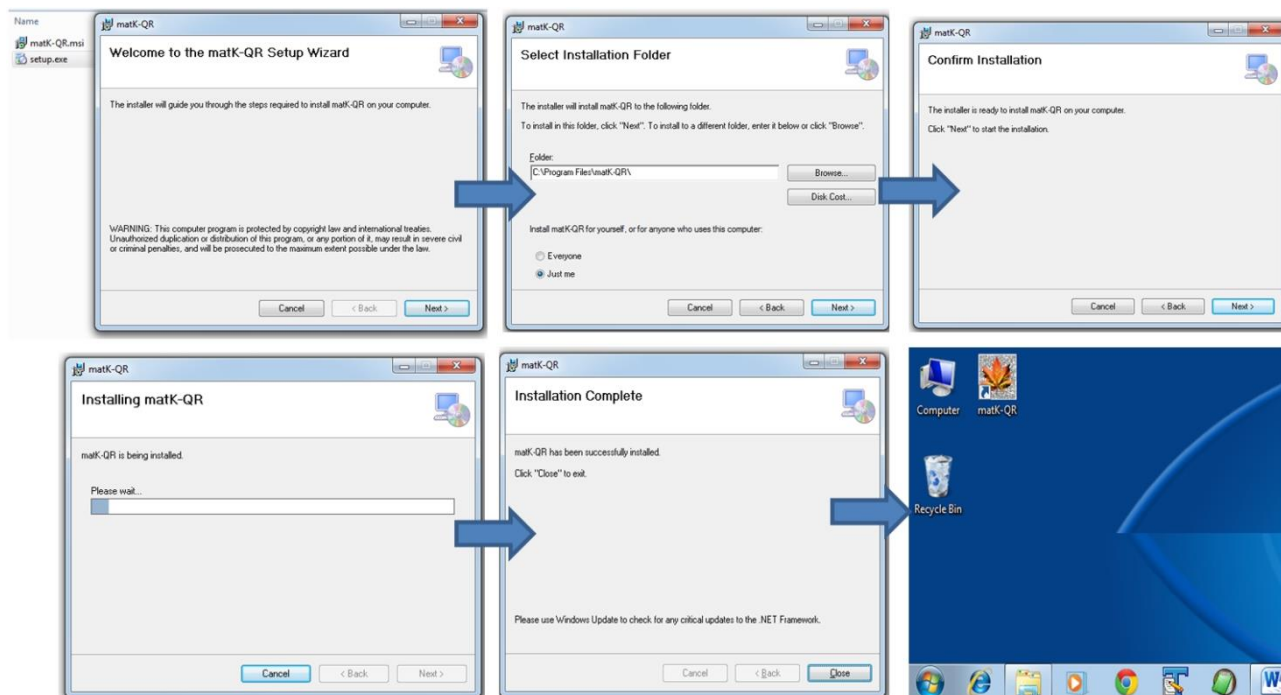 Name
matK-QR.msi
setup.exe
matK-QR
Welcome to the matK-QR Setup Wizard
The installer will guide you through the steps required to install matK-QR on your computer.
WARNING: This computer program is protected by copyright law and international treaties.
Unauthorized duplication or distribution of this program, or any portion of it, may result in severe civil
or criminal penalties, and will be prosecuted to the maximum extent possible under the law.
Cancel
< Back
Next >
matK-QR
Select Installation Folder
The installer will install matK-QR to the following folder.
To install in this folder, click "Next". To install to a different folder, enter it below or click "Browse".
Folder:
C:\Program Files\matK-QR\
Browse...
Disk Cost...
Install matK-QR for yourself, or for anyone who uses this computer:
Everyone
Just me
Cancel
< Back
Next >
matK-QR
Confirm Installation
The installer is ready to install matK-QR on your computer.
Click "Next" to start the installation.
Cancel
< Back
Next >
matK-QR
Installing matK-QR
matK-QR is being installed.
Please wait...
Cancel
< Back
Next >
matK-QR
Installation Complete
matK-QR has been successfully installed.
Click "Close" to exit.
Please use Windows Update to check for any critical updates to the .NET Framework.
Cancel
< Back
Close
Computer
matK-QR
Recycle Bin
W